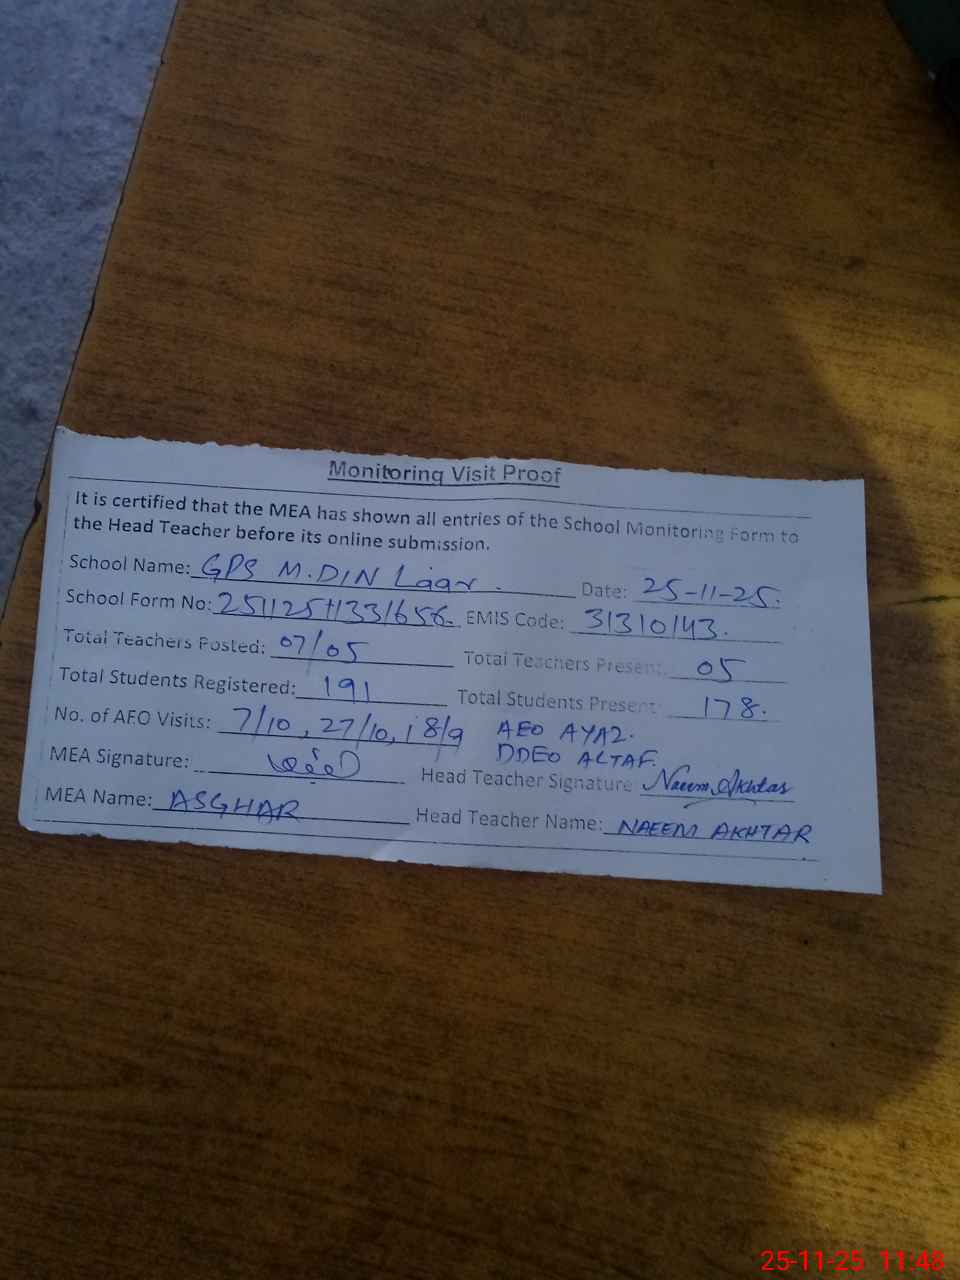 Monitoring Visit Proof
It is certified that the MEA has shown all entries of the School Monitoring Form to
the Head Teacher before its online submission.
School Name: GPS M.DIN Laar. Date: 25-11-25.
School Form No: EMIS Code: 31310143.
Total Teachers Posted: 07/05 Total Teachers Present: 05
Total Students Registered: 191 Total Students Present: 178.
No. of AEO Visits: 7/10, 27/10, 18/9 AEO AYAZ.
DDEO ALTAF.
MEA Signature: Head Teacher Signature: Naeem Akhtar
MEA Name: ASGHAR Head Teacher Name: NAEEM AKHTAR
25-11-25 11:48